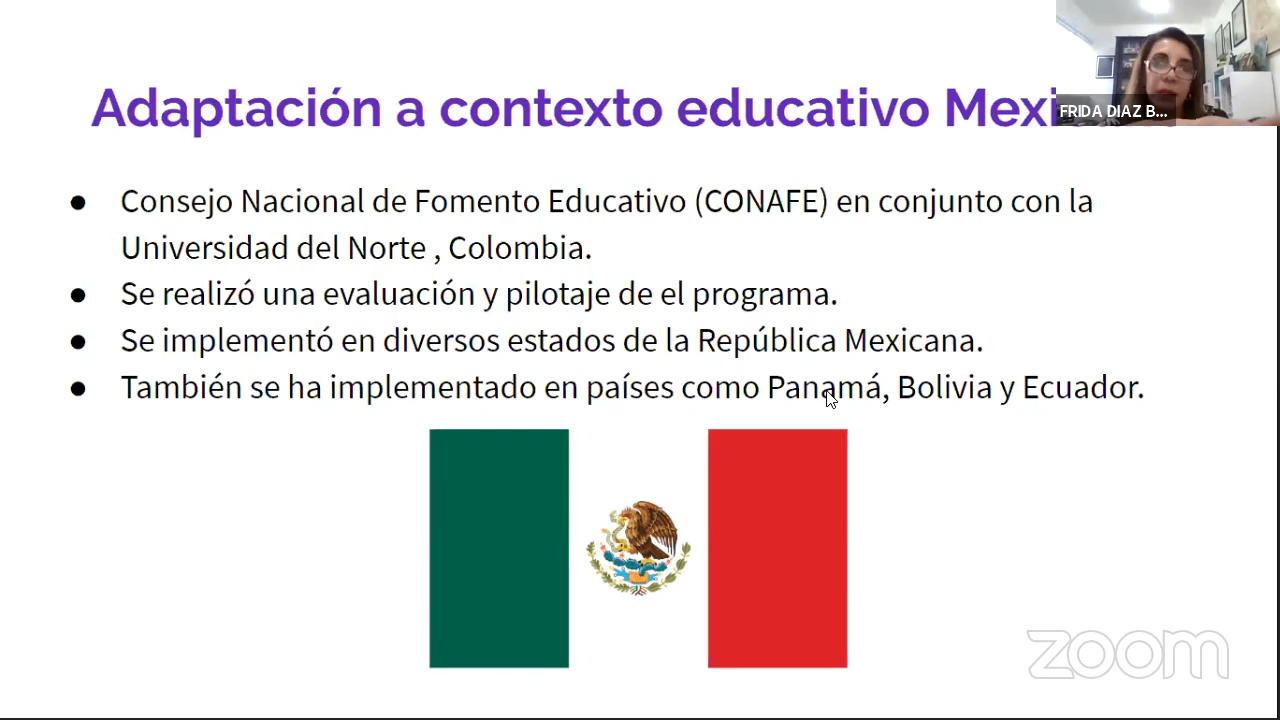 Adaptación a contexto educativo Mexi
FRIDA DIAZ B...
● Consejo Nacional de Fomento Educativo (CONAFE) en conjunto con la
Universidad del Norte , Colombia.
● Se realizó una evaluación y pilotaje de el programa.
● Se implementó en diversos estados de la República Mexicana.
● También se ha implementado en países como Panamá, Bolivia y Ecuador.
zoom